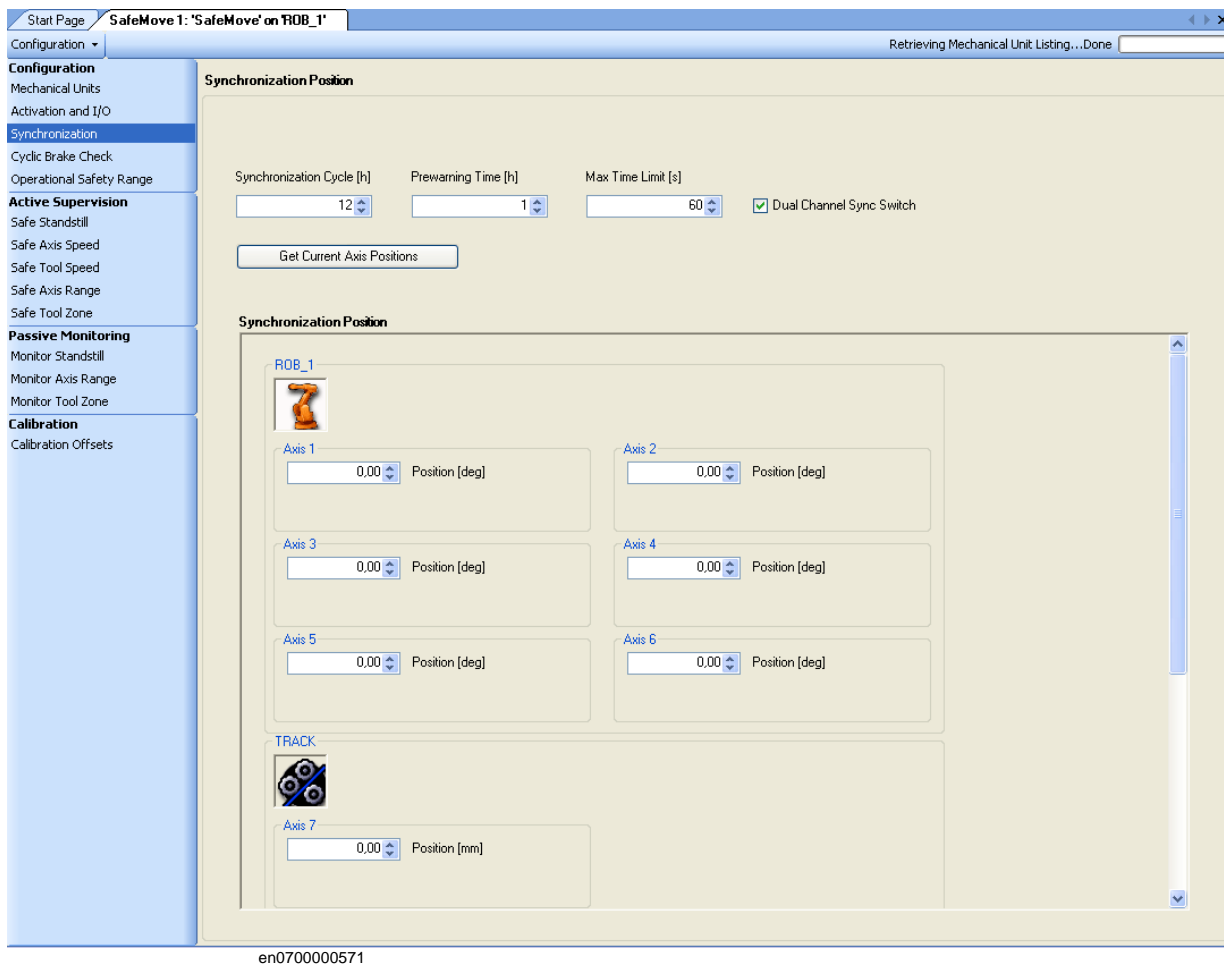 Start Page SafeMove 1: 'SafeMove' on 'ROB_1'
Configuration Retrieving Mechanical Unit Listing...Done
Configuration
Mechanical Units
Activation and I/O
Synchronization
Cyclic Brake Check
Operational Safety Range
Active Supervision
Safe Standstill
Safe Axis Speed
Safe Tool Speed
Safe Axis Range
Safe Tool Zone
Passive Monitoring
Monitor Standstill
Monitor Axis Range
Monitor Tool Zone
Calibration
Calibration Offsets
Synchronization Position
Synchronization Cycle [h] Prewarning Time [h] Max Time Limit [s]
12 1 60 Dual Channel Sync Switch
Get Current Axis Positions
Synchronization Position
ROB_1
Axis 1 Axis 2
0,00 Position [deg] 0,00 Position [deg]
Axis 3 Axis 4
0,00 Position [deg] 0,00 Position [deg]
Axis 5 Axis 6
0,00 Position [deg] 0,00 Position [deg]
TRACK
Axis 7
0,00 Position [mm]
en0700000571